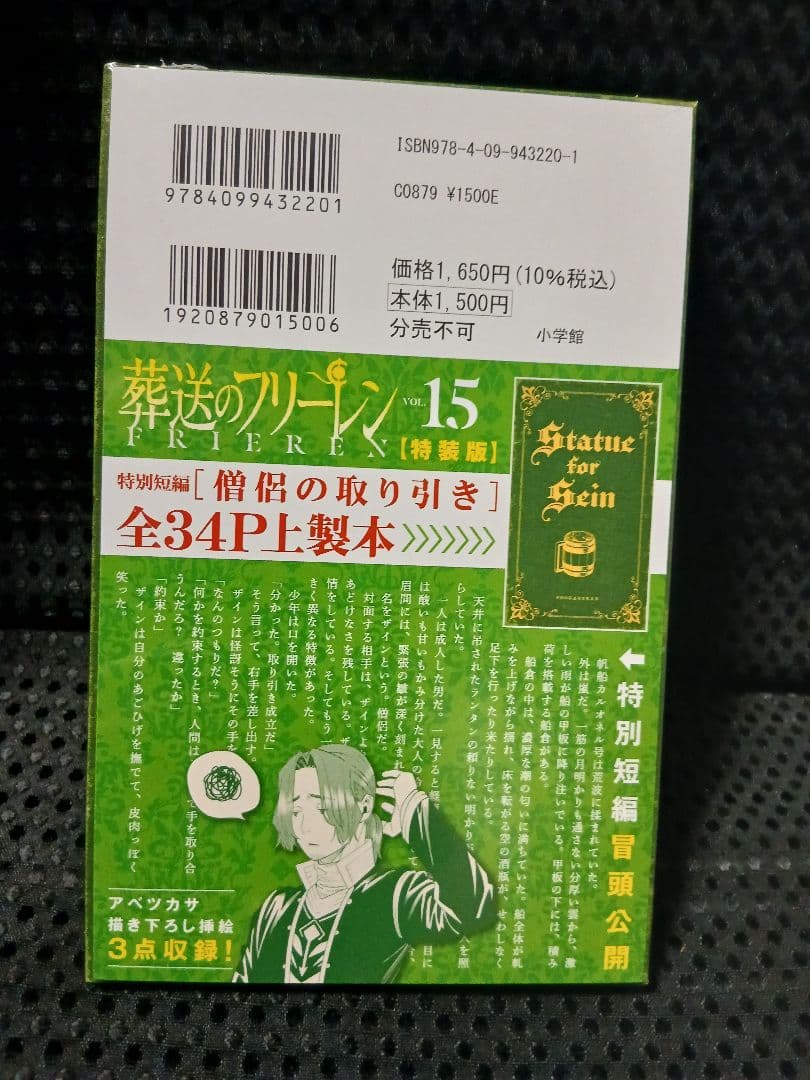 ISBN978-4-09-943220-1
9784099432201
C0879 ¥1500E
1920879015006
価格1,650円(10%税込)
本体1,500円
分売不可
小学館
葬送のフリーレン
VOL.15
FRIEREN
【特装版】
特別短編[僧侶の取り引き]
全34P上製本>>>>>>>
Statue
for
Sein
←特別短編冒頭公開
帆船カルオネル号は荒波に揉まれていた。
外は嵐だ。一筋の月明かりも通さない分厚い雲から、激
しい雨が船の甲板に降り注いでいる。甲板の下には、積み
荷を搭載する船倉がある。
船倉の中は、濃厚な潮の匂いに満ちていた。船全体が軋
みを上げながら揺れ、床を転がる空の酒瓶が、せわしなく
足下を行ったり来たりしている。
天井に吊されたランタンの頼りない明かりが
を照
らしていた。
一人は成人した男だ。一見すると軽
は酸いも甘いもかみ分けた大人の
目に
眉間には、緊張の皺が深く刻まれ
て
名をザインという。僧侶だ。
対面する相手は、ザインよ
あどけなさを残している。ザ
情をしている。そしてもう
きく異なる特徴があった。
少年は口を開いた。
「分かった。取り引き成立だ」
そう言って、右手を差し出す。
ザインは怪訝そうにその手を
「なんのつもりだ?」
「何かを約束するとき、人間は
て手を取り合
うんだろ? 違ったか」
「約束か」
ザインは自分のあごひげを撫でて、皮肉っぽく
笑った。
アベツカサ
描き下ろし挿絵
3点収録!